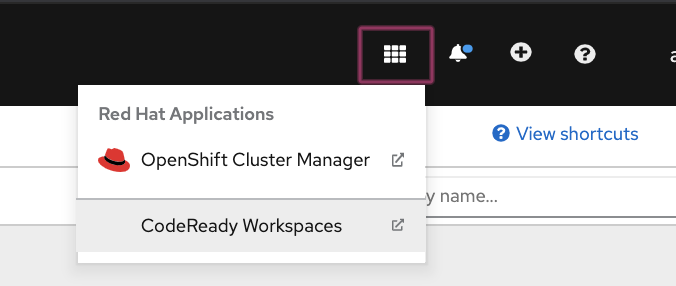 a
Red Hat Applications
OpenShift Cluster Manager
CodeReady Workspaces
View shortcuts
y name...